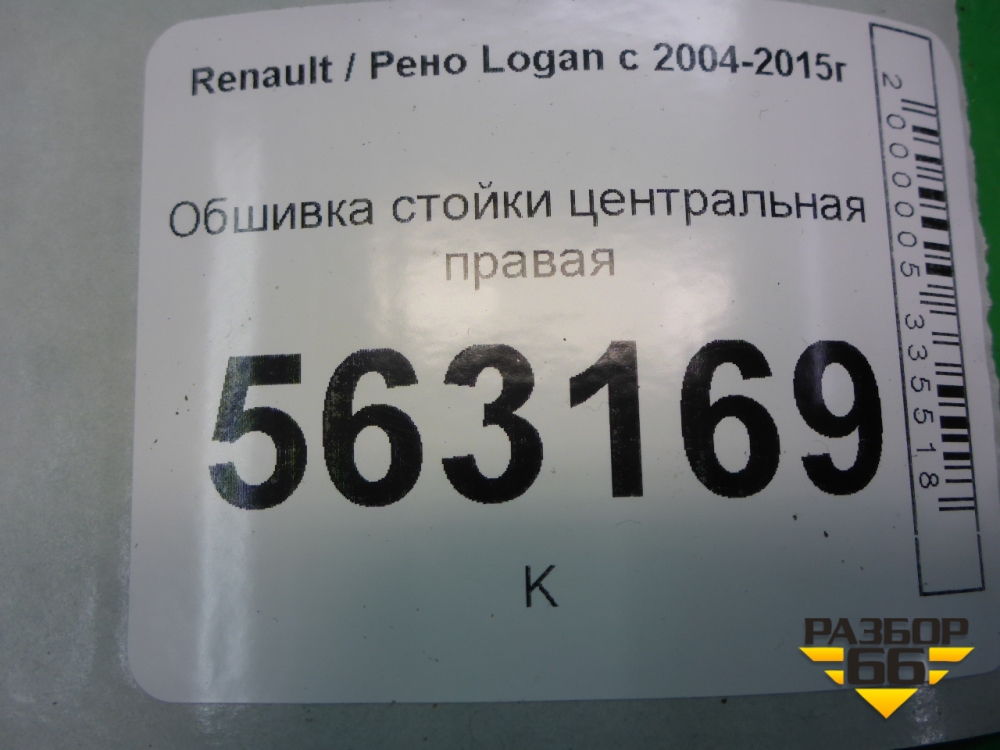 Renault / Рено Logan с 2004-2015г
Обшивка стойки центральная
правая
563169
К
2000005335518
РАЗБОР
66